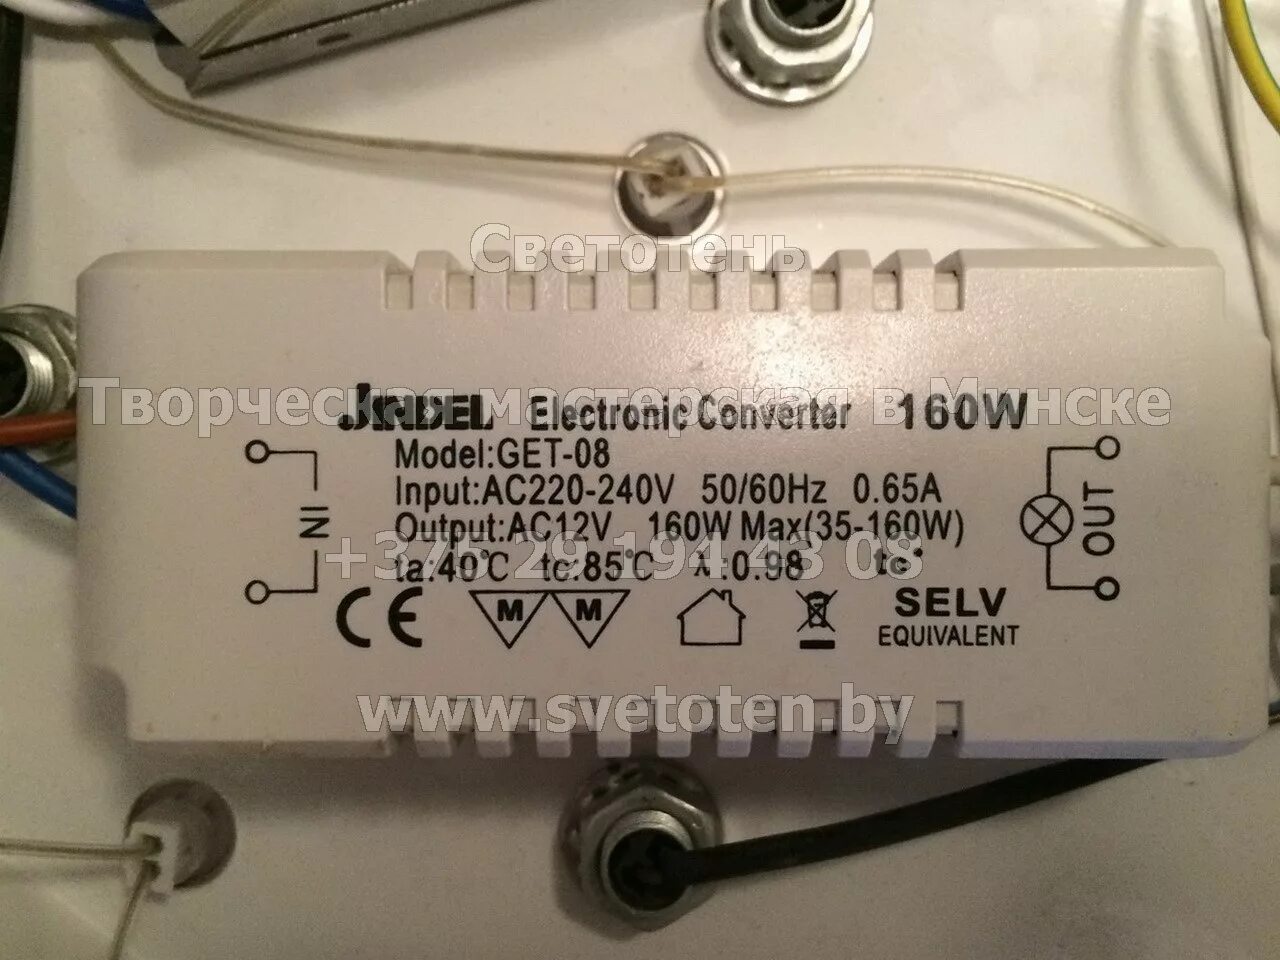 Светотень
Творческая мастерская в Минске
JINDEL Electronic Converter 160W
Model:GET-08
Input:AC220-240V 50/60Hz 0.65A
Output:AC12V 160W Max(35-160W)
+375 29 194 43 08
ta:40°C tc:85°C λ:0.98 tc
IN
OUT
CE M M SELV
EQUIVALENT
www.svetoten.by